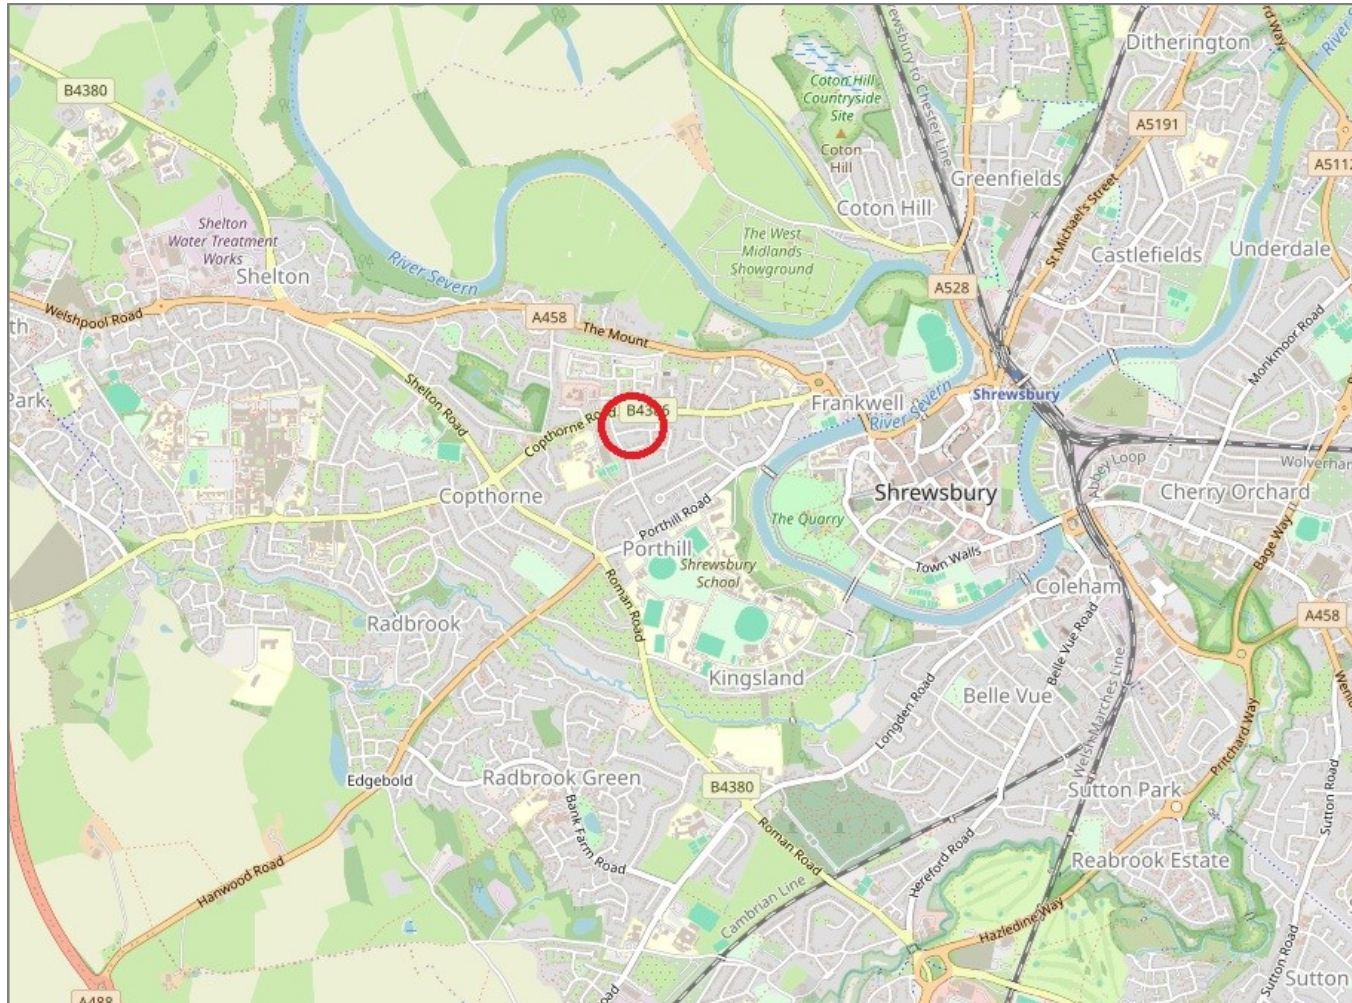 Ditherington
B4380
Coton Hill
Countryside
Site
Coton
Hill
Shrewsbury to Chester Line
River
A5191
A5112
Greenfields
Coton Hill
St Michael's Street
Castlefields
Underdale
Shelton
Water Treatment
Works
Shelton
River Severn
The West
Midlands
Showground
A528
Welshpool Road
A458
The Mount
Monkmoor Road
Park
Shelton Road
Copthorne Road
B4386
Frankwell
River Severn
Shrewsbury
Abbey Loop
Copthorne
Porthill Road
Shrewsbury
Cherry Orchard
The Quarry
Porthill
Shrewsbury
School
Town Walls
Bage Way
Coleham
Radbrook
Roman Road
A458
Kingsland
Longden Road
Belle Vue
Belle Vue Road
Welsh Marches Line
Pritchard Way
Edgebold
Radbrook Green
B4380
Sutton Park
Bank Farm Road
Roman Road
Hereford Road
Reabrook Estate
Sutton Road
Hanwood Road
Cambrian Line
Hazledine Way
Sutton Road
Sutton
A488